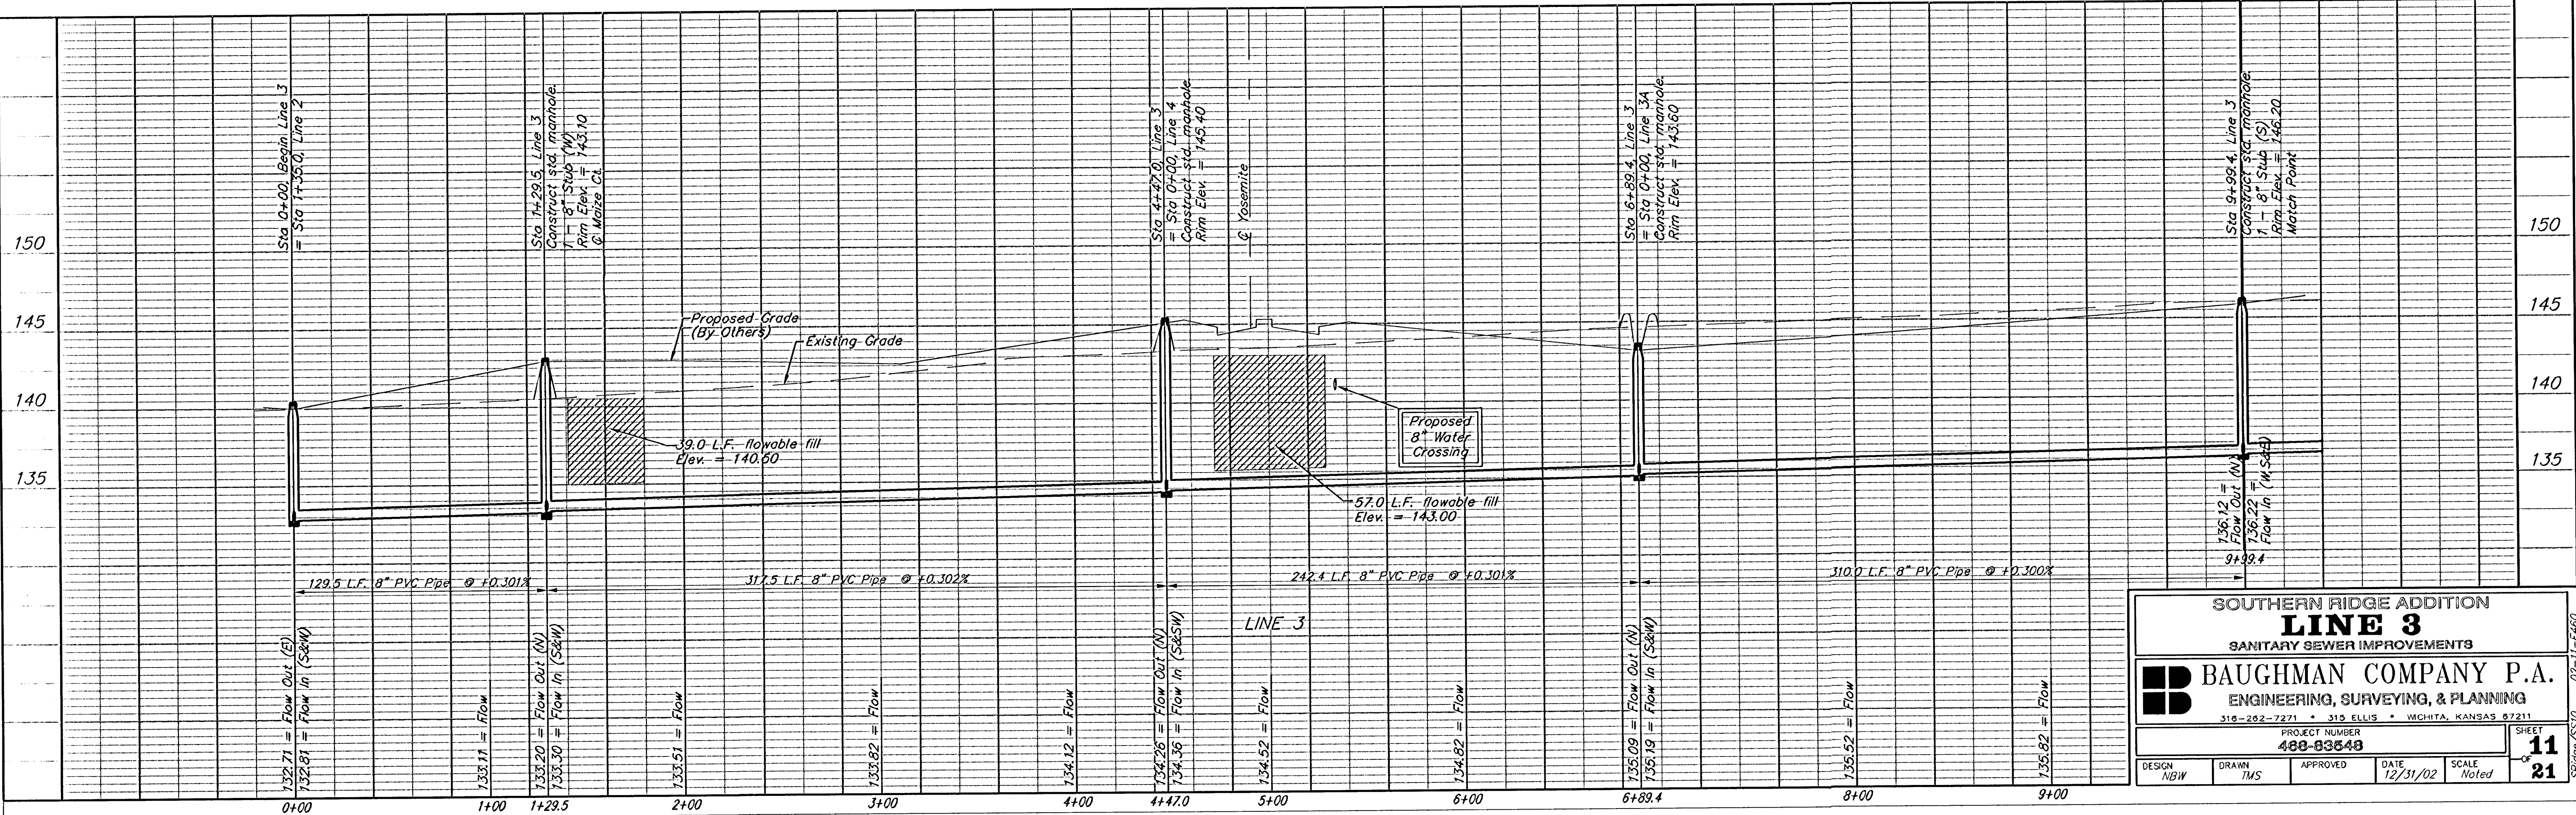 Sta 0+00, Begin Line 3
= Sta 1+35.0, Line 2
Sta 1+29.5, Line 3
Construct std. manhole.
1 - 8" Stub (W)
Rim Elev. = 143.10
℄ Maize Ct.
Sta 4+47.0, Line 3
= Sta 0+00, Line 4
Construct std. manhole.
Rim Elev. = 145.40
℄ Yosemite
Sta 6+89.4, Line 3
= Sta 0+00, Line 3A
Construct std. manhole.
Rim Elev. = 143.60
Sta 9+99.4, Line 3
Construct std. manhole.
1 - 8" Stub (S)
Rim Elev. = 146.20
Match Point
150
145
140
135
150
145
140
135
Proposed Grade
(By Others)
Existing Grade
39.0 L.F. flowable fill
Elev. = 140.60
Proposed
8" Water
Crossing
57.0 L.F. flowable fill
Elev. = 143.00
136.12 =
Flow Out (N)
136.22 =
Flow In (W,S&E)
9+99.4
129.5 L.F. 8" PVC Pipe @ +0.301%
317.5 L.F. 8" PVC Pipe @ +0.302%
242.4 L.F. 8" PVC Pipe @ +0.301%
310.0 L.F. 8" PVC Pipe @ +0.300%
LINE 3
132.71 = Flow Out (E)
132.81 = Flow In (S&W)
133.11 = Flow
133.20 = Flow Out (N)
133.30 = Flow In (S&W)
133.51 = Flow
133.82 = Flow
134.12 = Flow
134.26 = Flow Out (N)
134.36 = Flow In (S&SW)
134.52 = Flow
134.82 = Flow
135.09 = Flow Out (N)
135.19 = Flow In (S&W)
135.52 = Flow
135.82 = Flow
0+00
1+00
1+29.5
2+00
3+00
4+00
4+47.0
5+00
6+00
6+89.4
8+00
9+00
SOUTHERN RIDGE ADDITION
LINE 3
SANITARY SEWER IMPROVEMENTS
BAUGHMAN COMPANY P.A.
ENGINEERING, SURVEYING, & PLANNING
316-262-7271 • 315 ELLIS • WICHITA, KANSAS 67211
PROJECT NUMBER
468-83548
SHEET
11
OF
21
DESIGN
NBW
DRAWN
TMS
APPROVED
DATE
12/31/02
SCALE
Noted
02-11-E460